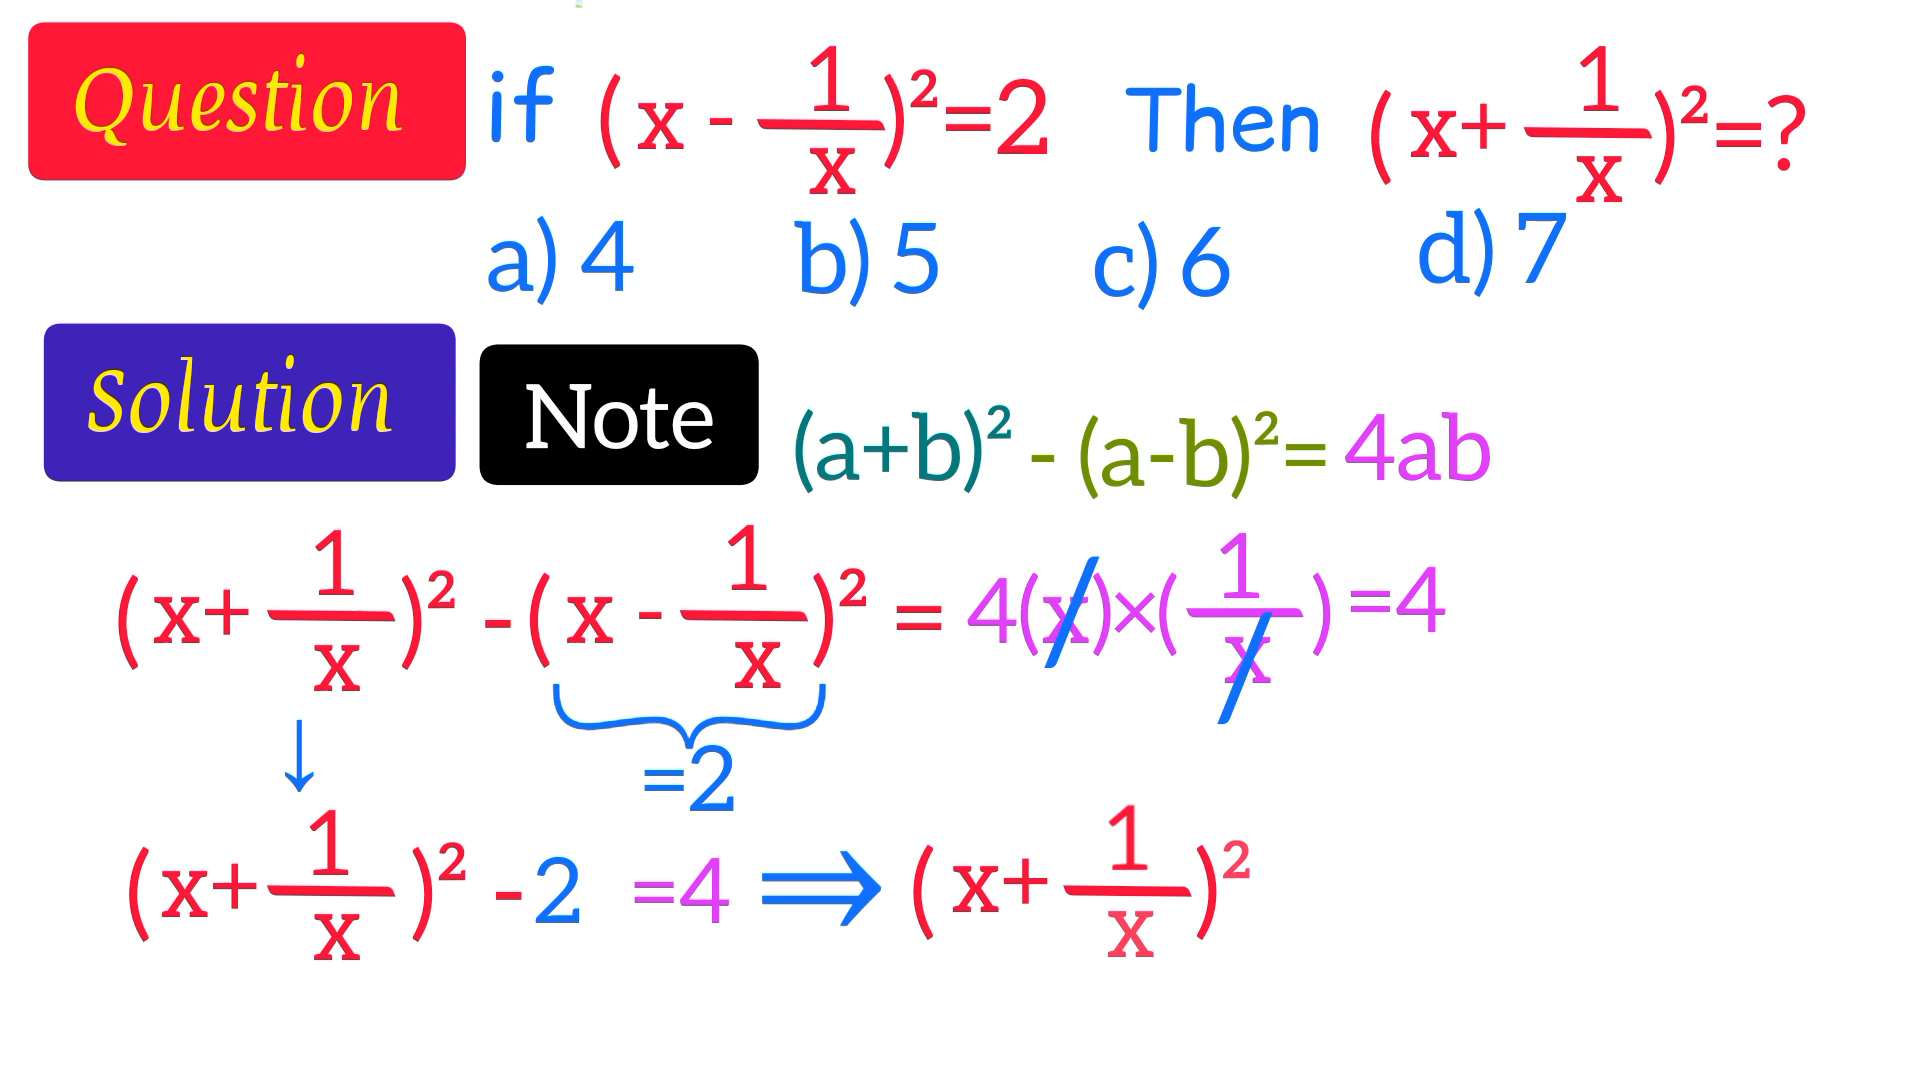 Question if (x - 1/x)²=2 Then (x+ 1/x)²=?
a) 4 b) 5 c) 6 d) 7
Solution Note (a+b)² - (a-b)²= 4ab
(x+ 1/x)² - (x - 1/x)² = 4(x)×(1/x) =4
↓ =2
(x+ 1/x)² -2 =4 ⇒ (x+ 1/x)²